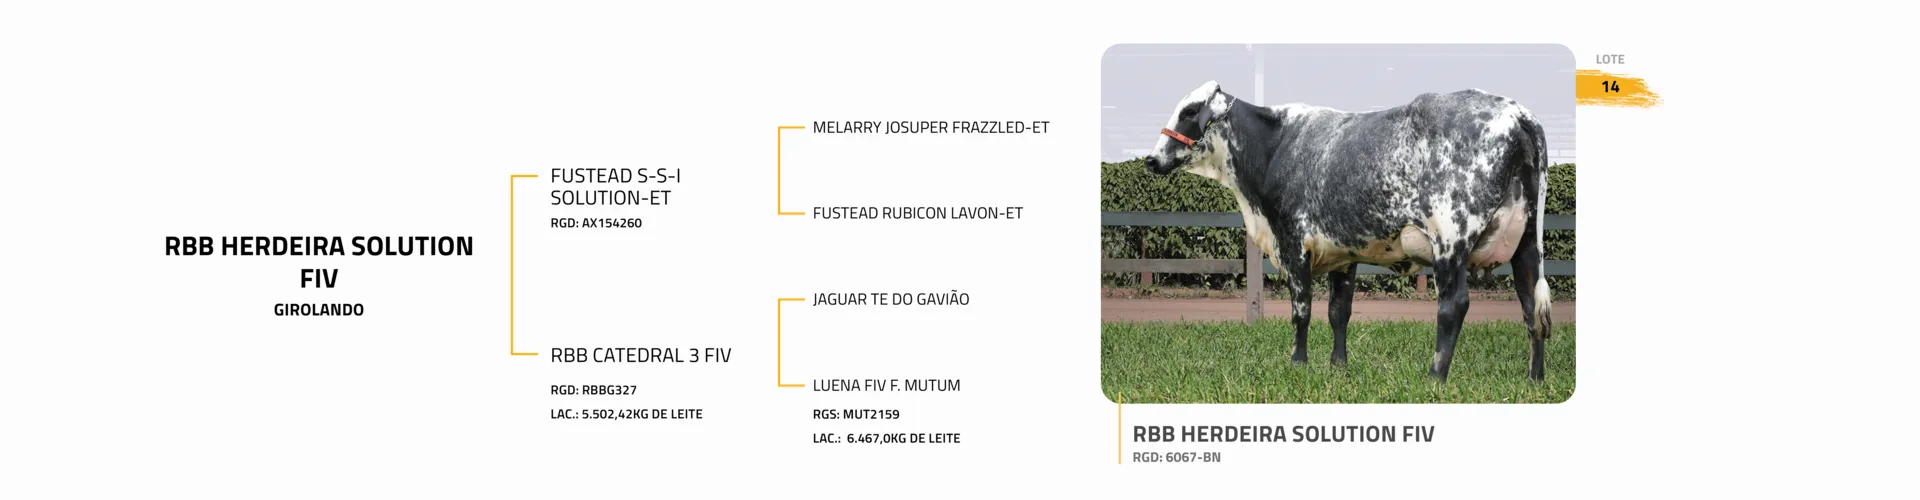 RBB HERDEIRA SOLUTION
FIV
GIROLANDO
FUSTEAD S-S-I
SOLUTION-ET
RGD: AX154260
RBB CATEDRAL 3 FIV
RGD: RBBG327
LAC.: 5.502,42KG DE LEITE
MELARRY JOSUPER FRAZZLED-ET
FUSTEAD RUBICON LAVON-ET
JAGUAR TE DO GAVIÃO
LUENA FIV F. MUTUM
RGS: MUT2159
LAC.: 6.467,0KG DE LEITE
LOTE
14
RBB HERDEIRA SOLUTION FIV
RGD: 6067-BN